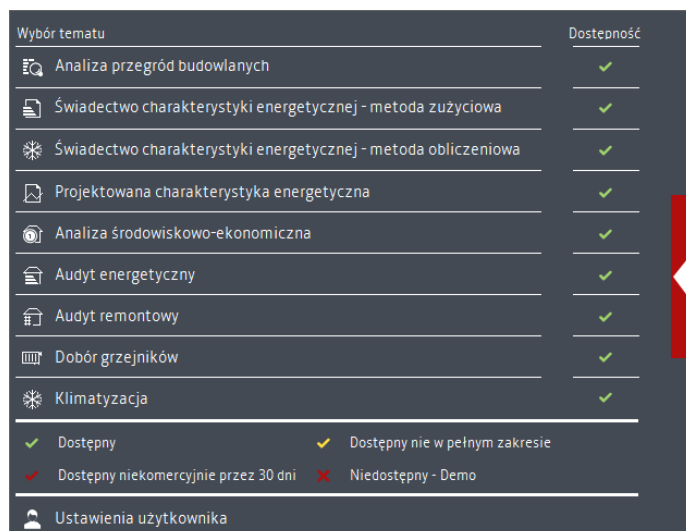 Wybór tematu Dostępność
Analiza przegród budowlanych
Świadectwo charakterystyki energetycznej - metoda zużyciowa
Świadectwo charakterystyki energetycznej - metoda obliczeniowa
Projektowana charakterystyka energetyczna
Analiza środowiskowo-ekonomiczna
Audyt energetyczny
Audyt remontowy
Dobór grzejników
Klimatyzacja
Dostępny Dostępny nie w pełnym zakresie
Dostępny niekomercyjnie przez 30 dni Niedostępny - Demo
Ustawienia użytkownika